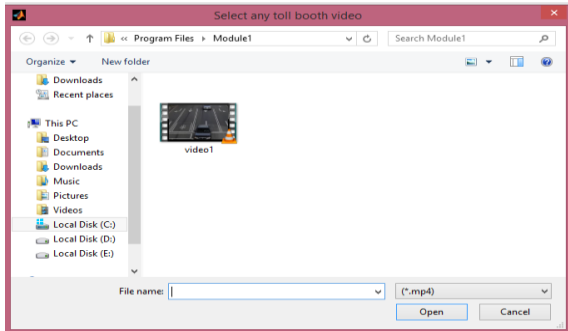 Select any toll booth video
« Program Files Module1
Search Module1
Organize
New folder
Downloads
Recent places
This PC
Desktop
Documents
Downloads
Music
Pictures
Videos
Local Disk (C:)
Local Disk (D:)
Local Disk (E:)
video1
File name:
(*.mp4)
Open
Cancel